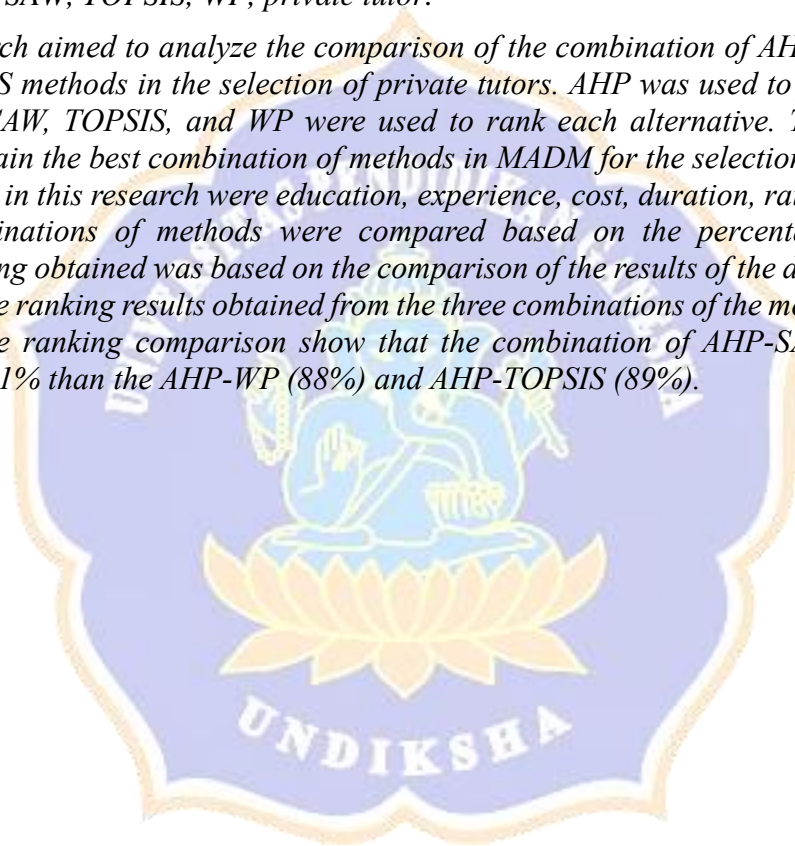 SAW, TOPSIS, WP, private tutor.
rch aimed to analyze the comparison of the combination of AH
S methods in the selection of private tutors. AHP was used to
AW, TOPSIS, and WP were used to rank each alternative. T
ain the best combination of methods in MADM for the selection
in this research were education, experience, cost, duration, ra
inations of methods were compared based on the percent
ng obtained was based on the comparison of the results of the d
e ranking results obtained from the three combinations of the m
e ranking comparison show that the combination of AHP-SA
1% than the AHP-WP (88%) and AHP-TOPSIS (89%).
UNIVERSITAS PENDIDIKAN GANESHA
UNDIKSHA